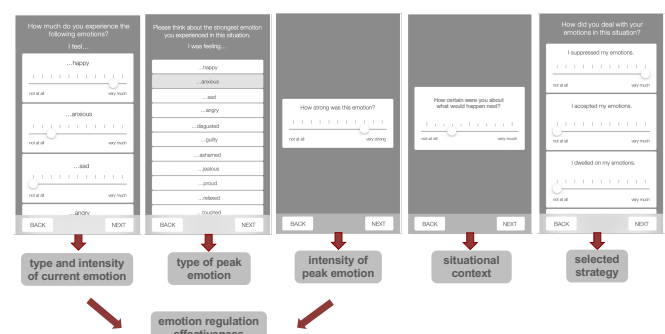 How much do you experience the
following emotions?
I feel…
…happy
not at all very much
…anxious
not at all very much
…sad
not at all very much
…angry
BACK NEXT
Please think about the strongest emotion
you experienced in this situation.
I was feeling…
…happy
…anxious
…sad
…angry
…disgusted
…guilty
…ashamed
…jealous
…proud
…relaxed
…touched
BACK NEXT
How strong was this emotion?
not at all very strong
BACK NEXT
How certain were you about
what would happen next?
not at all very much
BACK NEXT
How did you deal with your
emotions in this situation?
I suppressed my emotions.
not at all very much
I accepted my emotions.
not at all very much
I dwelled on my emotions.
not at all very much
BACK NEXT
type and intensity
of current emotion
type of peak
emotion
intensity of
peak emotion
situational
context
selected
strategy
emotion regulation
effectiveness